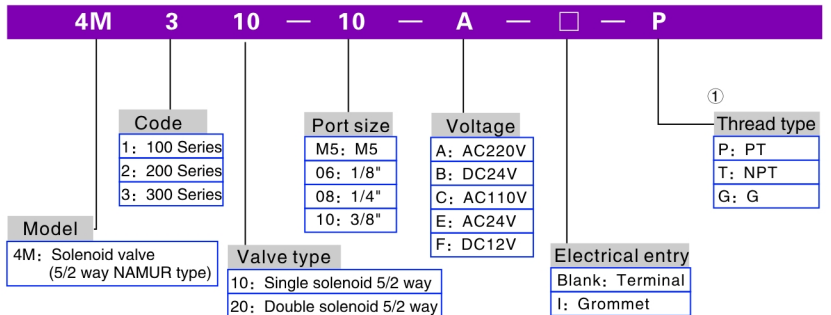 4M 3 10 — 10 — A — □ — P
①
Code
1: 100 Series
2: 200 Series
3: 300 Series
Port size
M5: M5
06: 1/8"
08: 1/4"
10: 3/8"
Voltage
A: AC220V
B: DC24V
C: AC110V
E: AC24V
F: DC12V
Thread type
P: PT
T: NPT
G: G
Model
4M: Solenoid valve
(5/2 way NAMUR type)
Valve type
10: Single solenoid 5/2 way
20: Double solenoid 5/2 way
Electrical entry
Blank: Terminal
I: Grommet